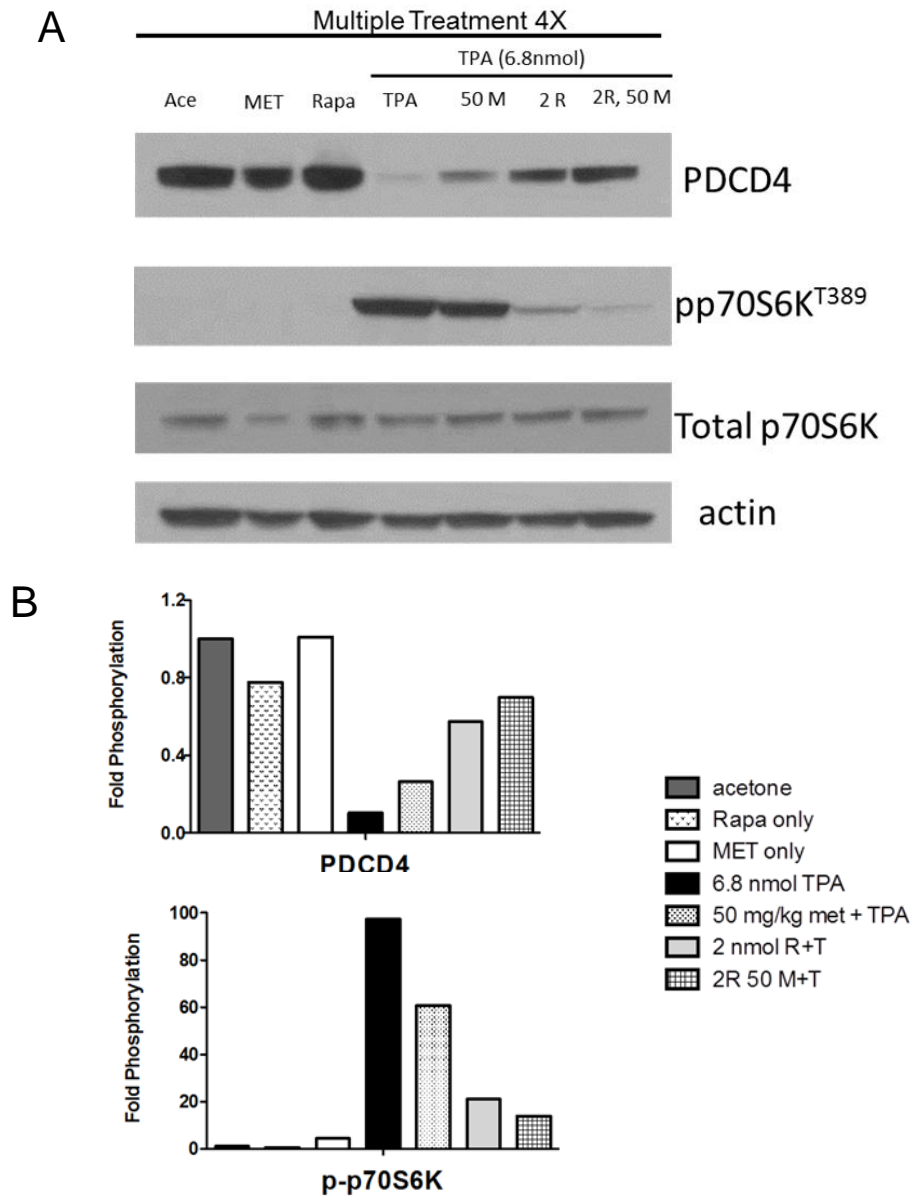 A
Multiple Treatment 4X
TPA (6.8nmol)
Ace MET Rapa TPA 50 M 2 R 2R, 50 M
PDCD4
pp70S6K^T389
Total p70S6K
actin
B
Fold Phosphorylation
1.2
0.8
0.4
0.0
PDCD4
acetone
Rapa only
MET only
6.8 nmol TPA
50 mg/kg met + TPA
2 nmol R+T
2R 50 M+T
Fold Phosphorylation
100
80
60
40
20
0
p-p70S6K